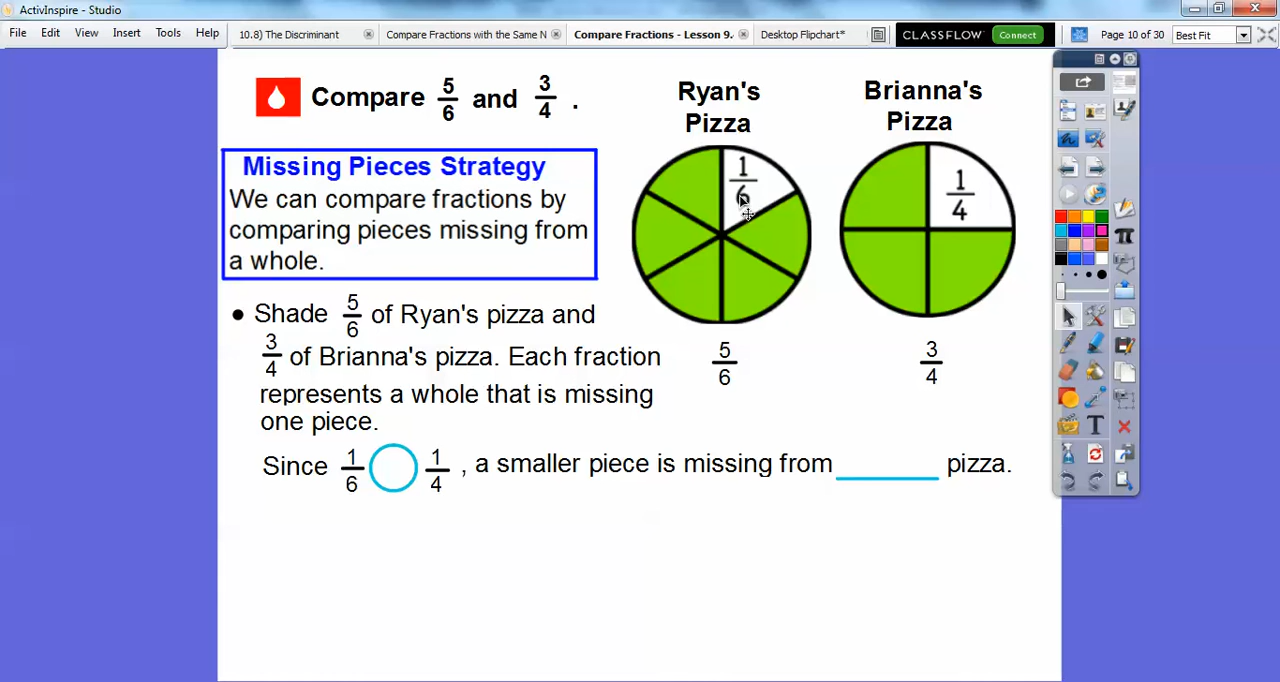 ActivInspire - Studio
File Edit View Insert Tools Help
10.8) The Discriminant
Compare Fractions with the Same N
Compare Fractions - Lesson 9.
Desktop Flipchart*
CLASSFLOW Connect
Page 10 of 30
Best Fit
Compare 5/6 and 3/4 .
Missing Pieces Strategy
We can compare fractions by
comparing pieces missing from
a whole.
Ryan's
Pizza
1/6
5/6
Brianna's
Pizza
1/4
3/4
● Shade 5/6 of Ryan's pizza and
3/4 of Brianna's pizza. Each fraction
represents a whole that is missing
one piece.
Since 1/6 ◯ 1/4 , a smaller piece is missing from ________ pizza.